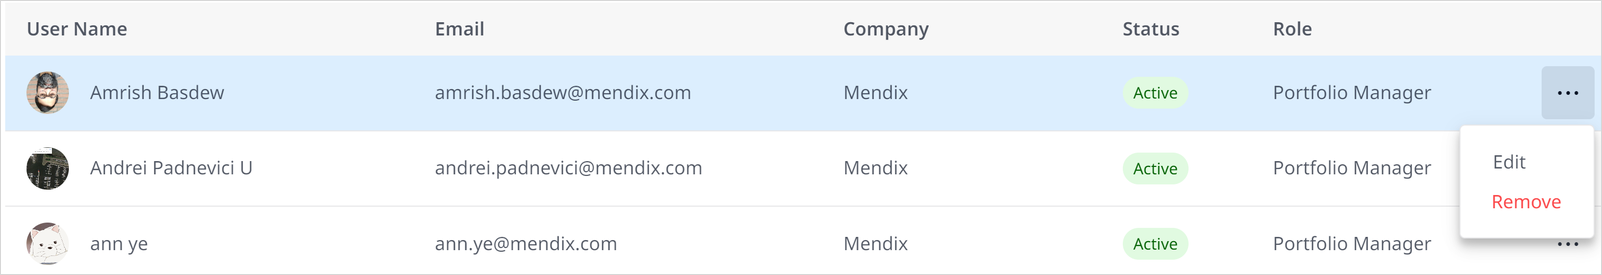 User Name Email Company Status Role
Amrish Basdew amrish.basdew@mendix.com Mendix Active Portfolio Manager ...
Andrei Padnevici U andrei.padnevici@mendix.com Mendix Active Portfolio Manager
Edit
Remove
ann ye ann.ye@mendix.com Mendix Active Portfolio Manager ...